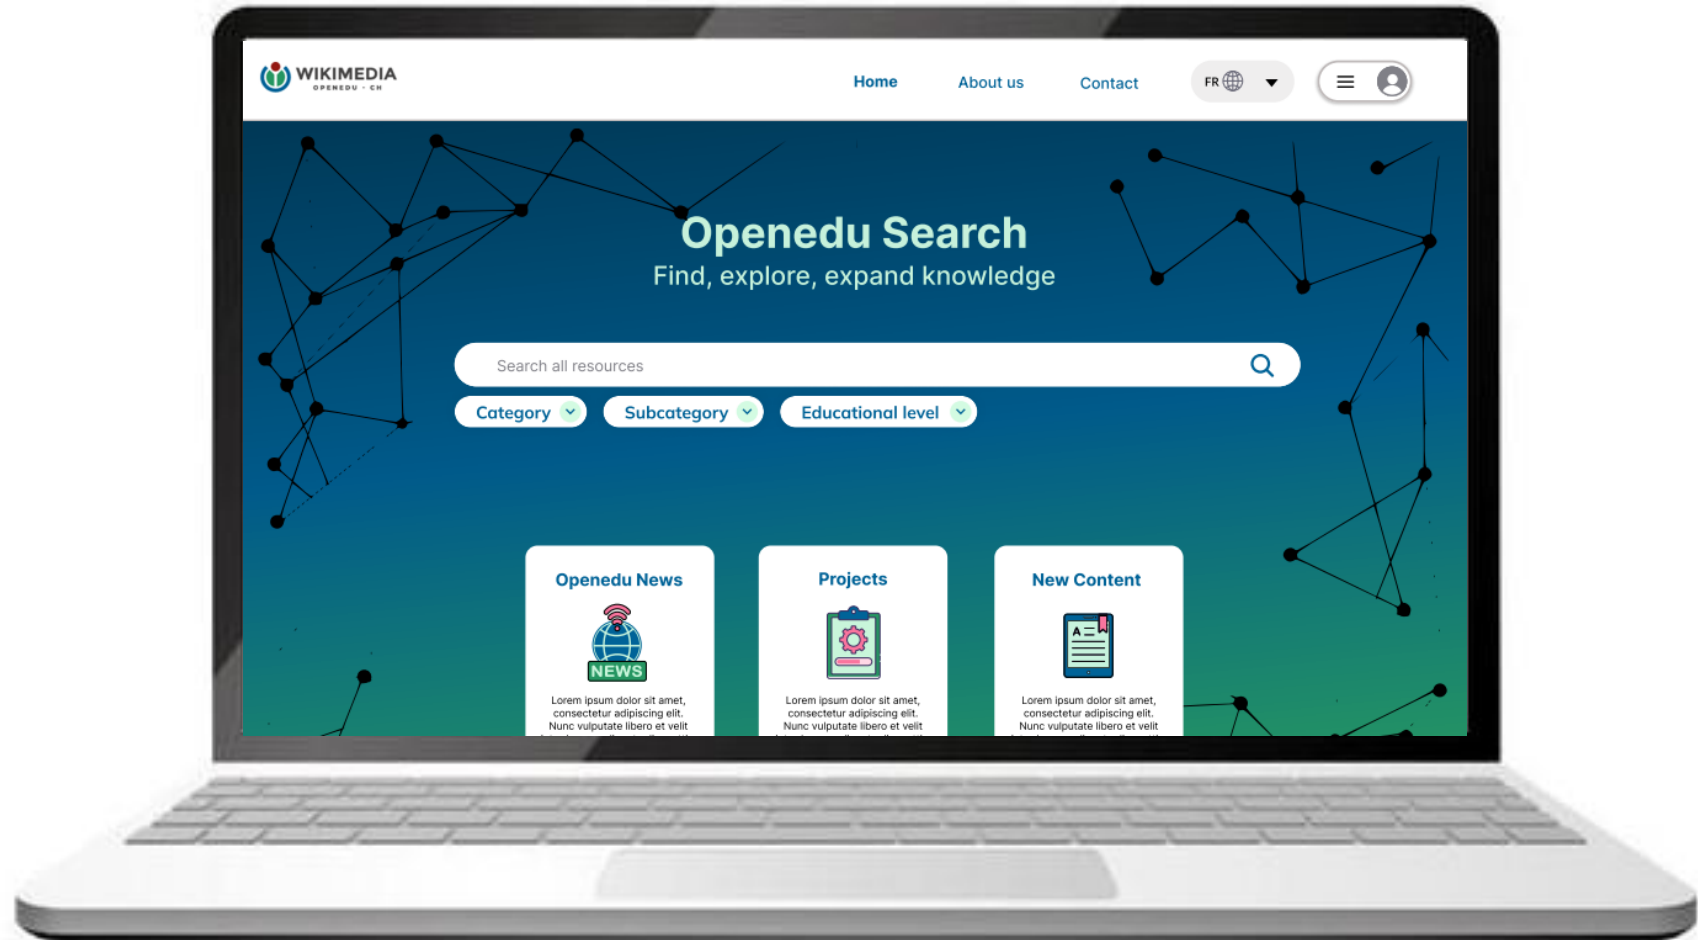 WIKIMEDIA
OPENEDU - CH
Home
About us
Contact
FR
Openedu Search
Find, explore, expand knowledge
Search all resources
Category
Subcategory
Educational level
Openedu News
NEWS
Lorem ipsum dolor sit amet,
consectetur adipiscing elit.
Nunc vulputate libero et velit
Projects
Lorem ipsum dolor sit amet,
consectetur adipiscing elit.
Nunc vulputate libero et velit
New Content
A
Lorem ipsum dolor sit amet,
consectetur adipiscing elit.
Nunc vulputate libero et velit